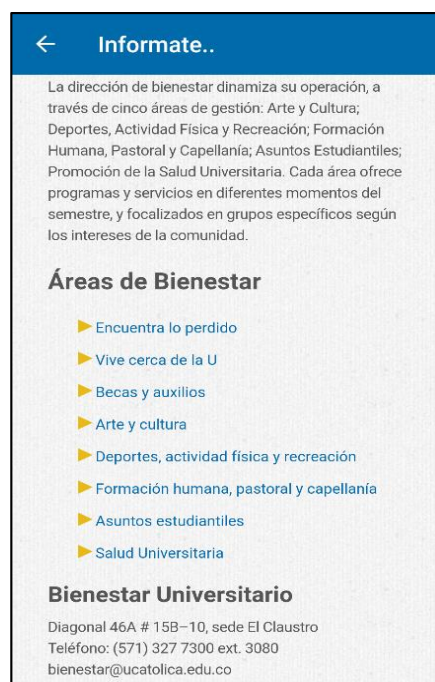 Informate..
La dirección de bienestar dinamiza su operación, a
través de cinco áreas de gestión: Arte y Cultura;
Deportes, Actividad Física y Recreación; Formación
Humana, Pastoral y Capellanía; Asuntos Estudiantiles;
Promoción de la Salud Universitaria. Cada área ofrece
programas y servicios en diferentes momentos del
semestre, y focalizados en grupos específicos según
los intereses de la comunidad.
Áreas de Bienestar
Encuentra lo perdido
Vive cerca de la U
Becas y auxilios
Arte y cultura
Deportes, actividad física y recreación
Formación humana, pastoral y capellanía
Asuntos estudiantiles
Salud Universitaria
Bienestar Universitario
Diagonal 46A # 15B–10, sede El Claustro
Teléfono: (571) 327 7300 ext. 3080
bienestar@ucatolica.edu.co